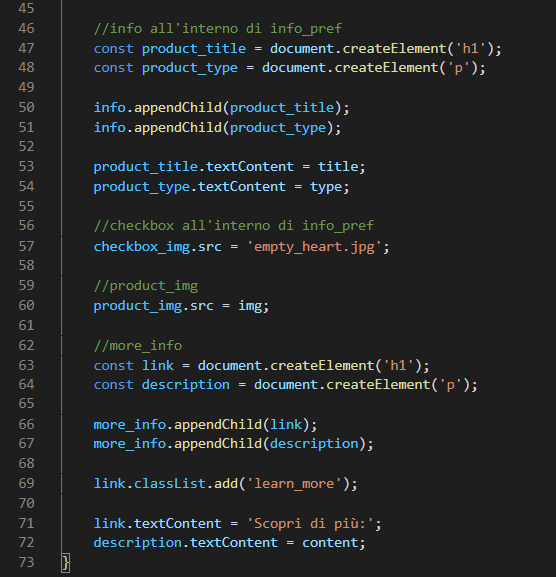 45
46 //info all'interno di info_pref
47 const product_title = document.createElement('h1');
48 const product_type = document.createElement('p');
49
50 info.appendChild(product_title);
51 info.appendChild(product_type);
52
53 product_title.textContent = title;
54 product_type.textContent = type;
55
56 //checkbox all'interno di info_pref
57 checkbox_img.src = 'empty_heart.jpg';
58
59 //product_img
60 product_img.src = img;
61
62 //more_info
63 const link = document.createElement('h1');
64 const description = document.createElement('p');
65
66 more_info.appendChild(link);
67 more_info.appendChild(description);
68
69 link.classList.add('learn_more');
70
71 link.textContent = 'Scopri di più:';
72 description.textContent = content;
73 }